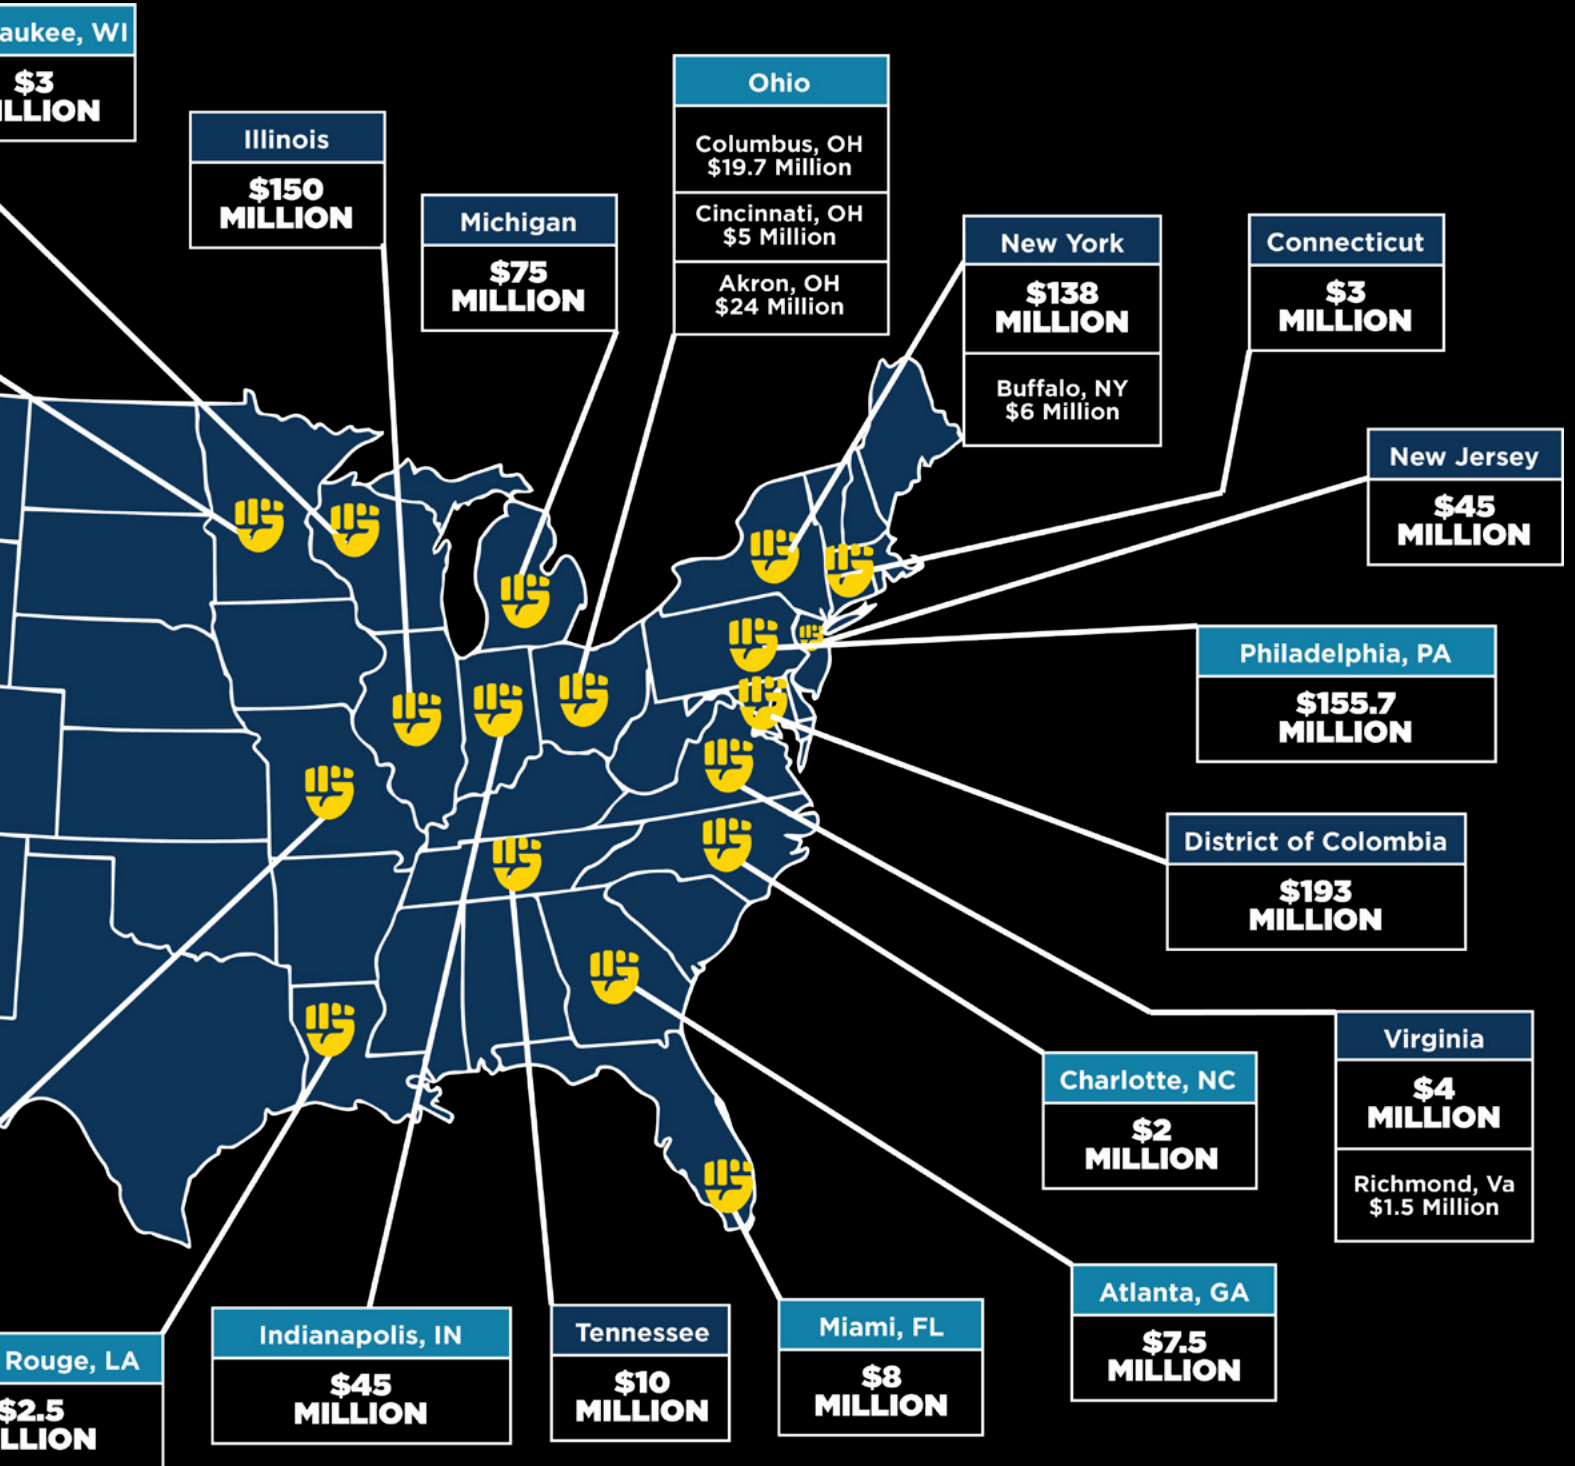 aukee, WI
$3
ILLION
Illinois
$150
MILLION
Michigan
$75
MILLION
Ohio
Columbus, OH
$19.7 Million
Cincinnati, OH
$5 Million
Akron, OH
$24 Million
New York
$138
MILLION
Buffalo, NY
$6 Million
Connecticut
$3
MILLION
New Jersey
$45
MILLION
Philadelphia, PA
$155.7
MILLION
District of Colombia
$193
MILLION
Virginia
$4
MILLION
Richmond, Va
$1.5 Million
Charlotte, NC
$2
MILLION
Atlanta, GA
$7.5
MILLION
Miami, FL
$8
MILLION
Tennessee
$10
MILLION
Indianapolis, IN
$45
MILLION
Rouge, LA
$2.5
LLION